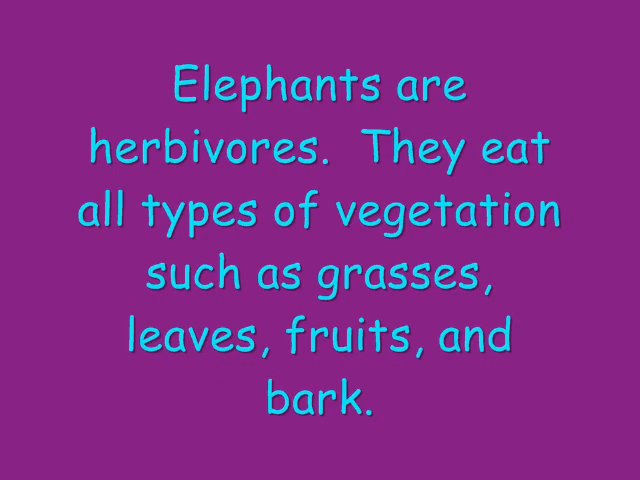 Elephants are
herbivores.  They eat
all types of vegetation
such as grasses,
leaves, fruits, and
bark.